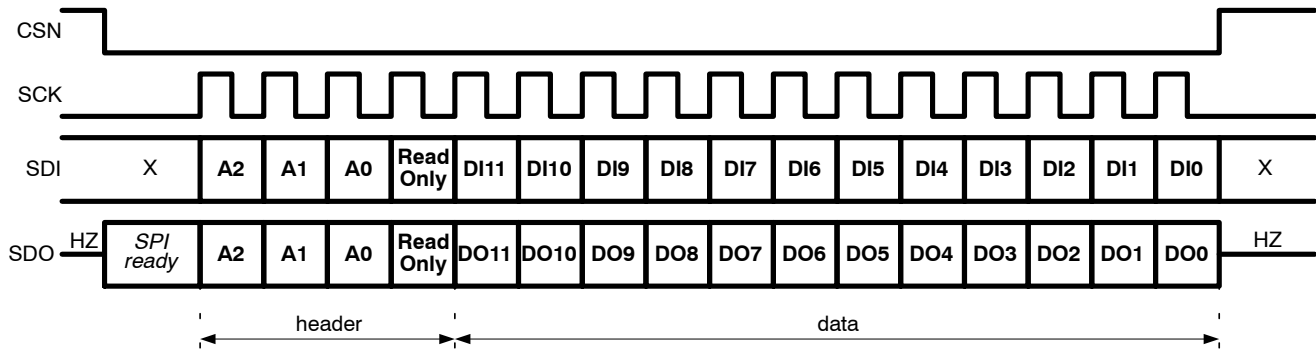 CSN
SCK
SDI X A2 A1 A0 Read Only DI11 DI10 DI9 DI8 DI7 DI6 DI5 DI4 DI3 DI2 DI1 DI0 X
SDO HZ SPI ready A2 A1 A0 Read Only DO11 DO10 DO9 DO8 DO7 DO6 DO5 DO4 DO3 DO2 DO1 DO0 HZ
header data